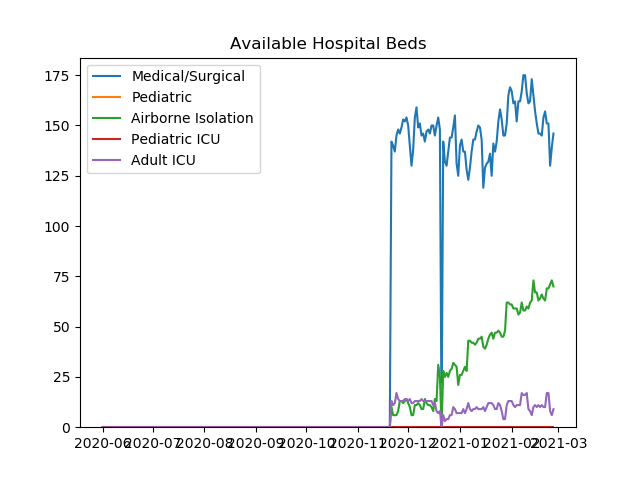 Available Hospital Beds
Medical/Surgical
Pediatric
Airborne Isolation
Pediatric ICU
Adult ICU
175
150
125
100
75
50
25
0
2020-06 2020-07 2020-08 2020-09 2020-10 2020-11 2020-12 2021-01 2021-02 2021-03